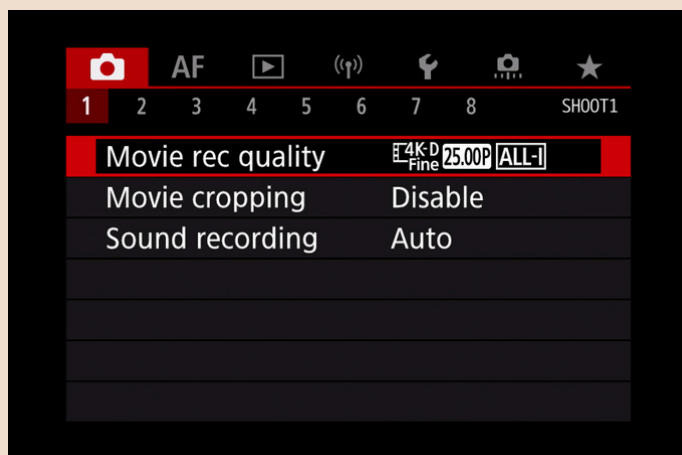 AF
1 2 3 4 5 6 7 8 SHOOT1
Movie rec quality 4K-D Fine 25.00P ALL-I
Movie cropping Disable
Sound recording Auto